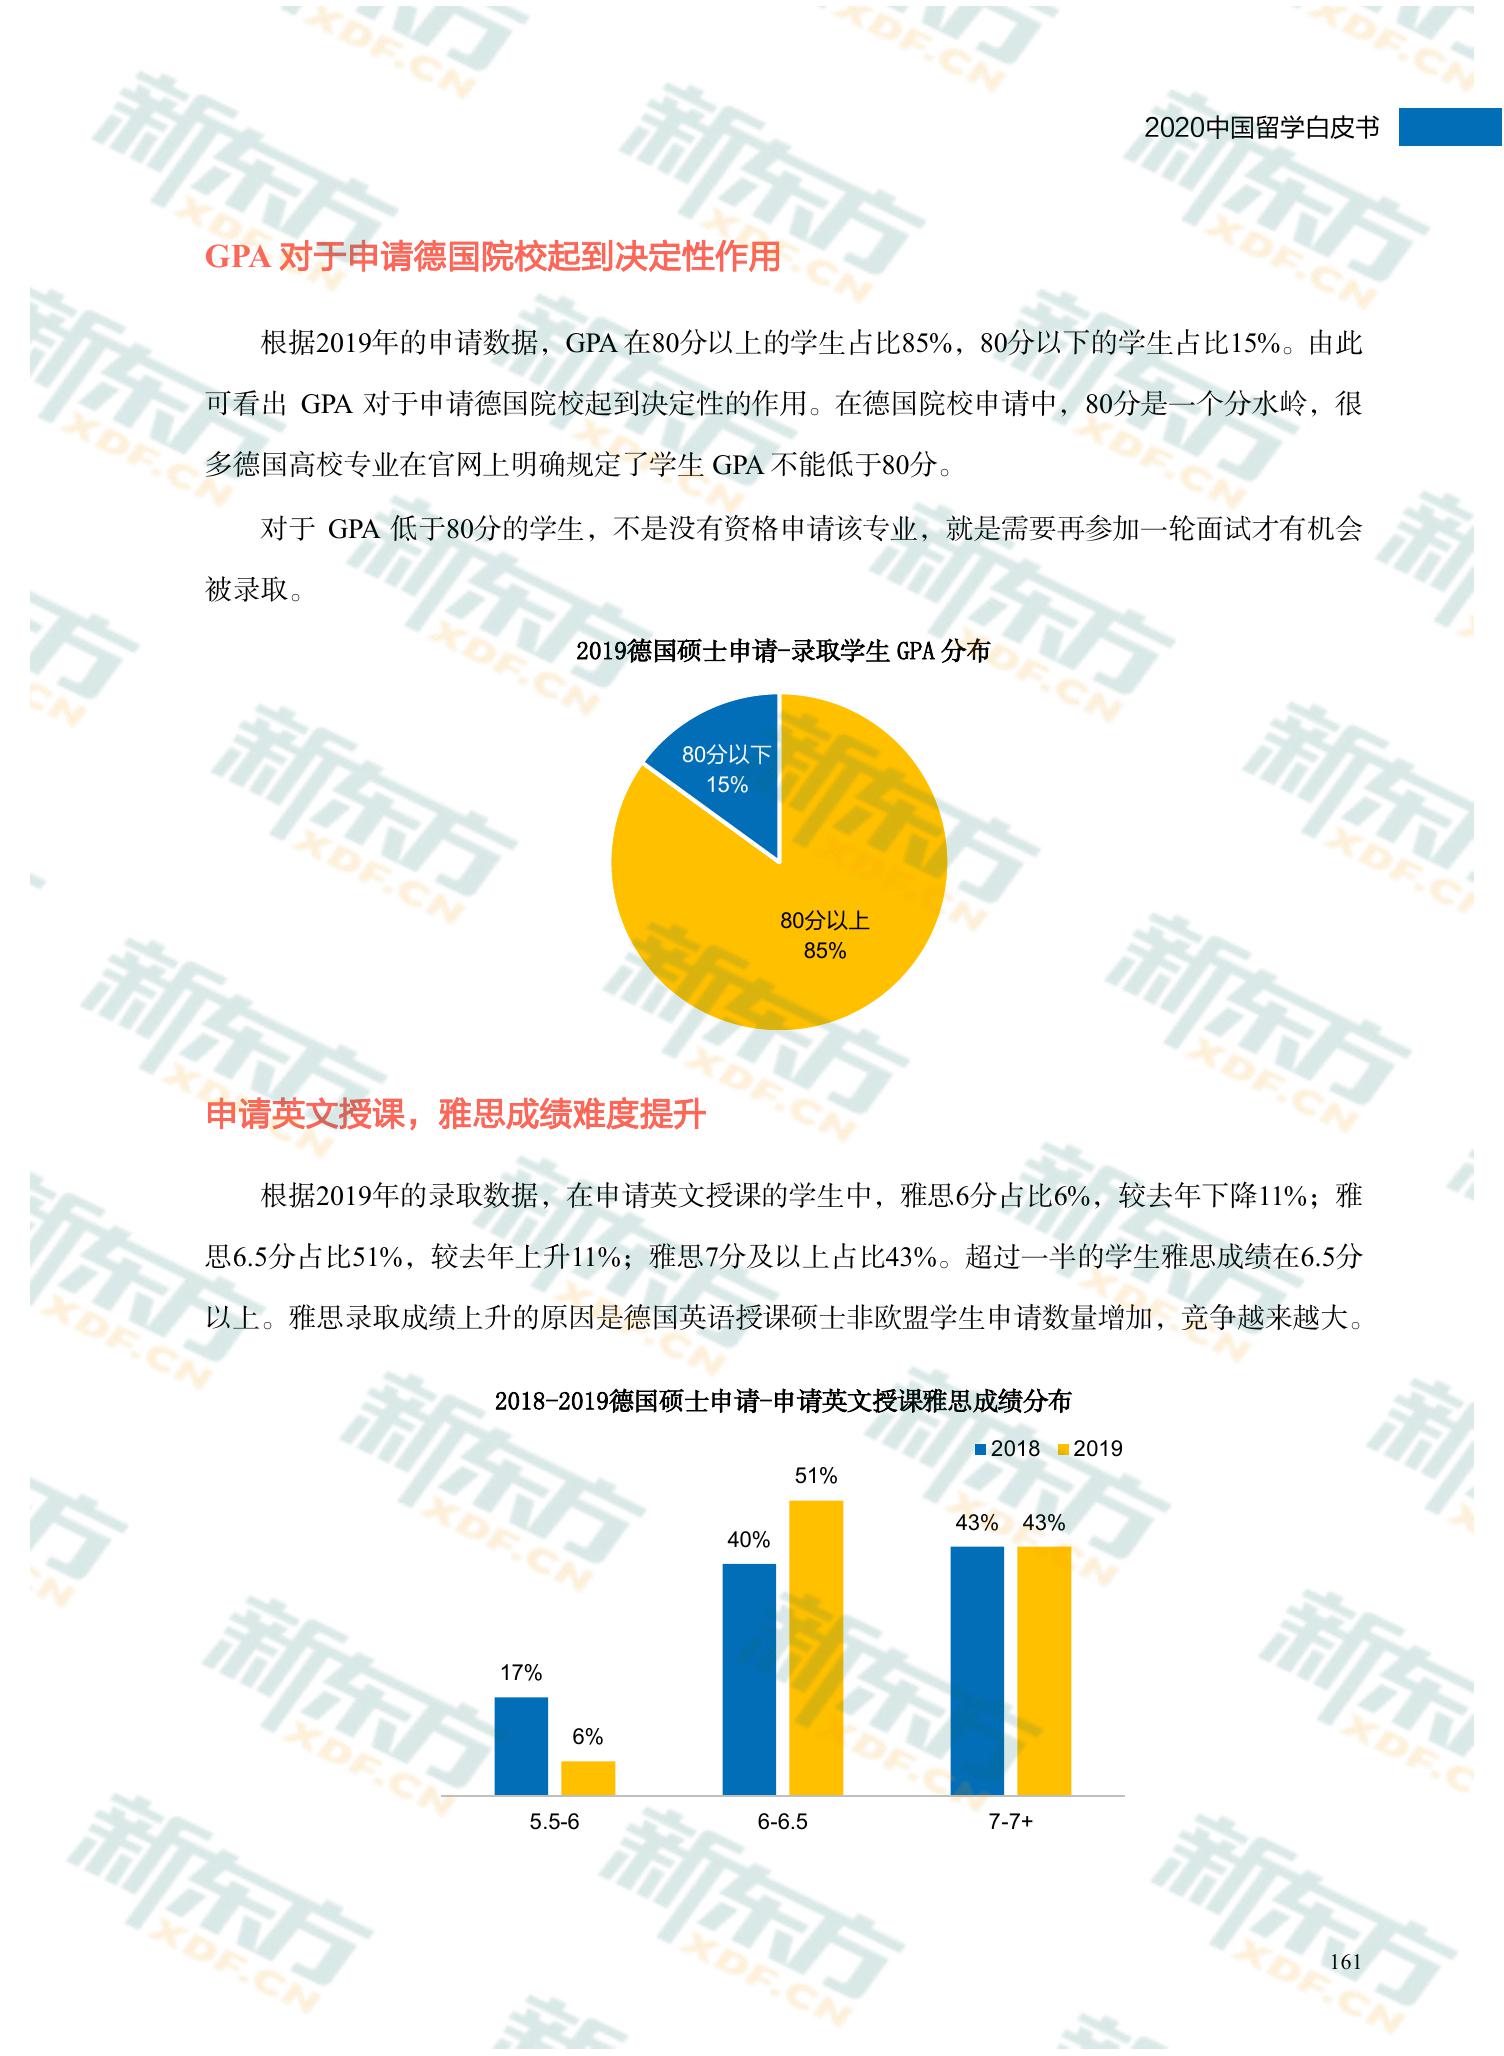 2020中国留学白皮书
GPA 对于申请德国院校起到决定性作用
根据2019年的申请数据，GPA 在80分以上的学生占比85%，80分以下的学生占比15%。由此
可看出 GPA 对于申请德国院校起到决定性的作用。在德国院校申请中，80分是一个分水岭，很
多德国高校专业在官网上明确规定了学生 GPA 不能低于80分。
对于 GPA 低于80分的学生，不是没有资格申请该专业，就是需要再参加一轮面试才有机会
被录取。
2019德国硕士申请-录取学生 GPA 分布
80分以下
15%
80分以上
85%
申请英文授课，雅思成绩难度提升
根据2019年的录取数据，在申请英文授课的学生中，雅思6分占比6%，较去年下降11%；雅
思6.5分占比51%，较去年上升11%；雅思7分及以上占比43%。超过一半的学生雅思成绩在6.5分
以上。雅思录取成绩上升的原因是德国英语授课硕士非欧盟学生申请数量增加，竞争越来越大。
2018-2019德国硕士申请-申请英文授课雅思成绩分布
2018 2019
51%
43% 43%
40%
17%
6%
5.5-6 6-6.5 7-7+
161
新东方
XDF.CN